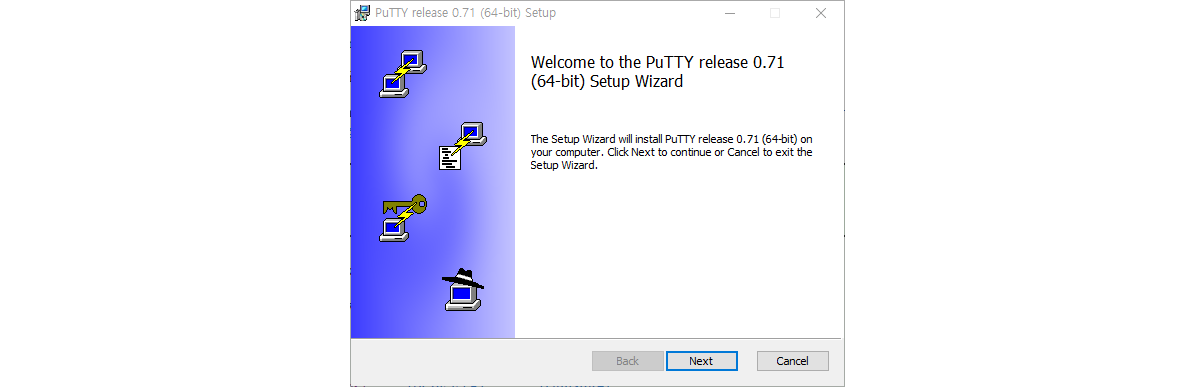 PuTTY release 0.71 (64-bit) Setup
Welcome to the PuTTY release 0.71
(64-bit) Setup Wizard
The Setup Wizard will install PuTTY release 0.71 (64-bit) on
your computer. Click Next to continue or Cancel to exit the
Setup Wizard.
Back
Next
Cancel